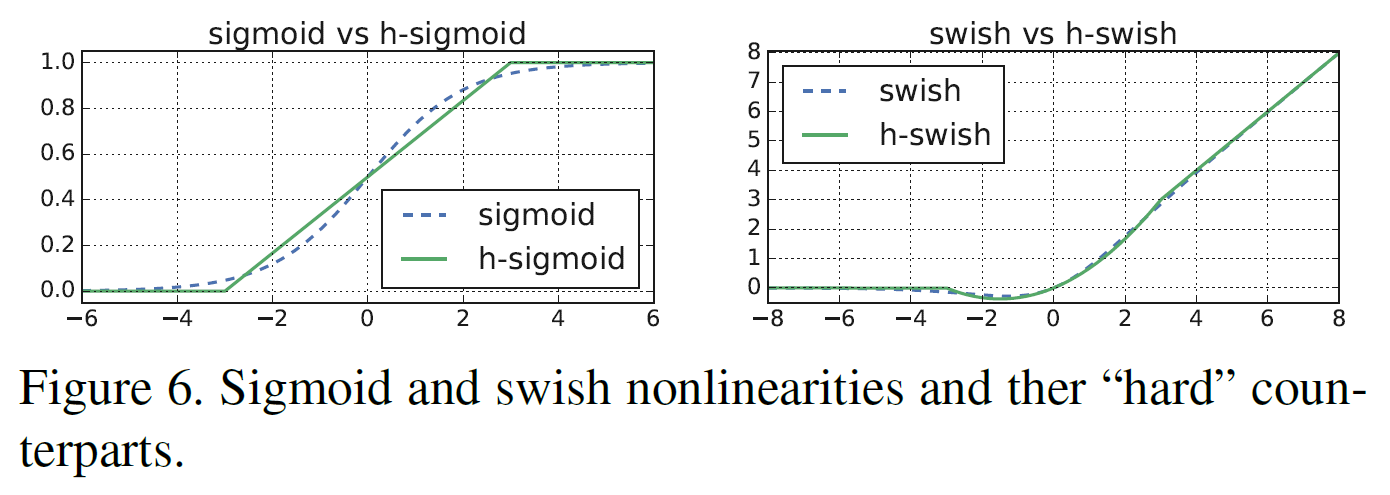 sigmoid vs h-sigmoid
1.0
0.8
0.6
0.4
0.2
0.0
−6 −4 −2 0 2 4 6
sigmoid
h-sigmoid
swish vs h-swish
8
7
6
5
4
3
2
1
0
−8 −6 −4 −2 0 2 4 6 8
swish
h-swish
Figure 6. Sigmoid and swish nonlinearities and ther “hard” coun-
terparts.